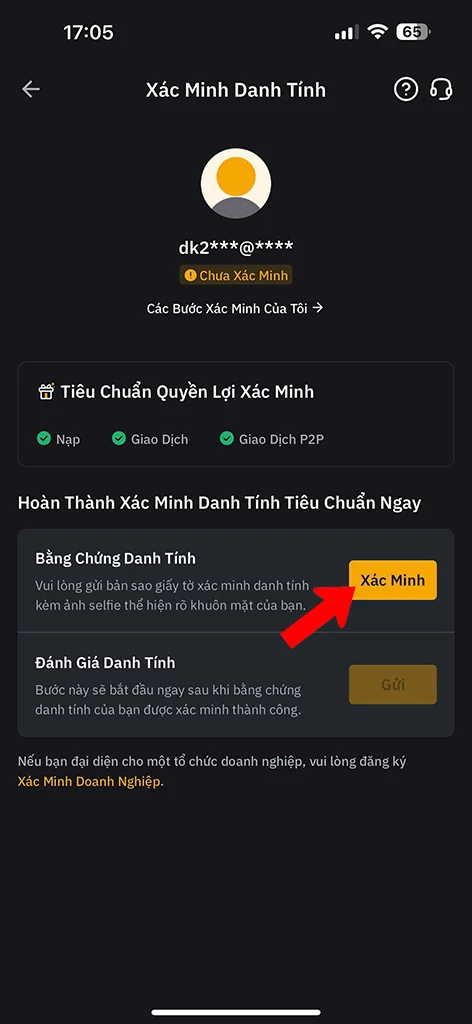 17:05
65
Xác Minh Danh Tính
dk2***@****
Chưa Xác Minh
Các Bước Xác Minh Của Tôi →
Tiêu Chuẩn Quyền Lợi Xác Minh
Nạp
Giao Dịch
Giao Dịch P2P
Hoàn Thành Xác Minh Danh Tính Tiêu Chuẩn Ngay
Bằng Chứng Danh Tính
Vui lòng gửi bản sao giấy tờ xác minh danh tính
kèm ảnh selfie thể hiện rõ khuôn mặt của bạn.
Xác Minh
Đánh Giá Danh Tính
Bước này sẽ bắt đầu ngay sau khi bằng chứng
danh tính của bạn được xác minh thành công.
Gửi
Nếu bạn đại diện cho một tổ chức doanh nghiệp, vui lòng đăng ký
Xác Minh Doanh Nghiệp.